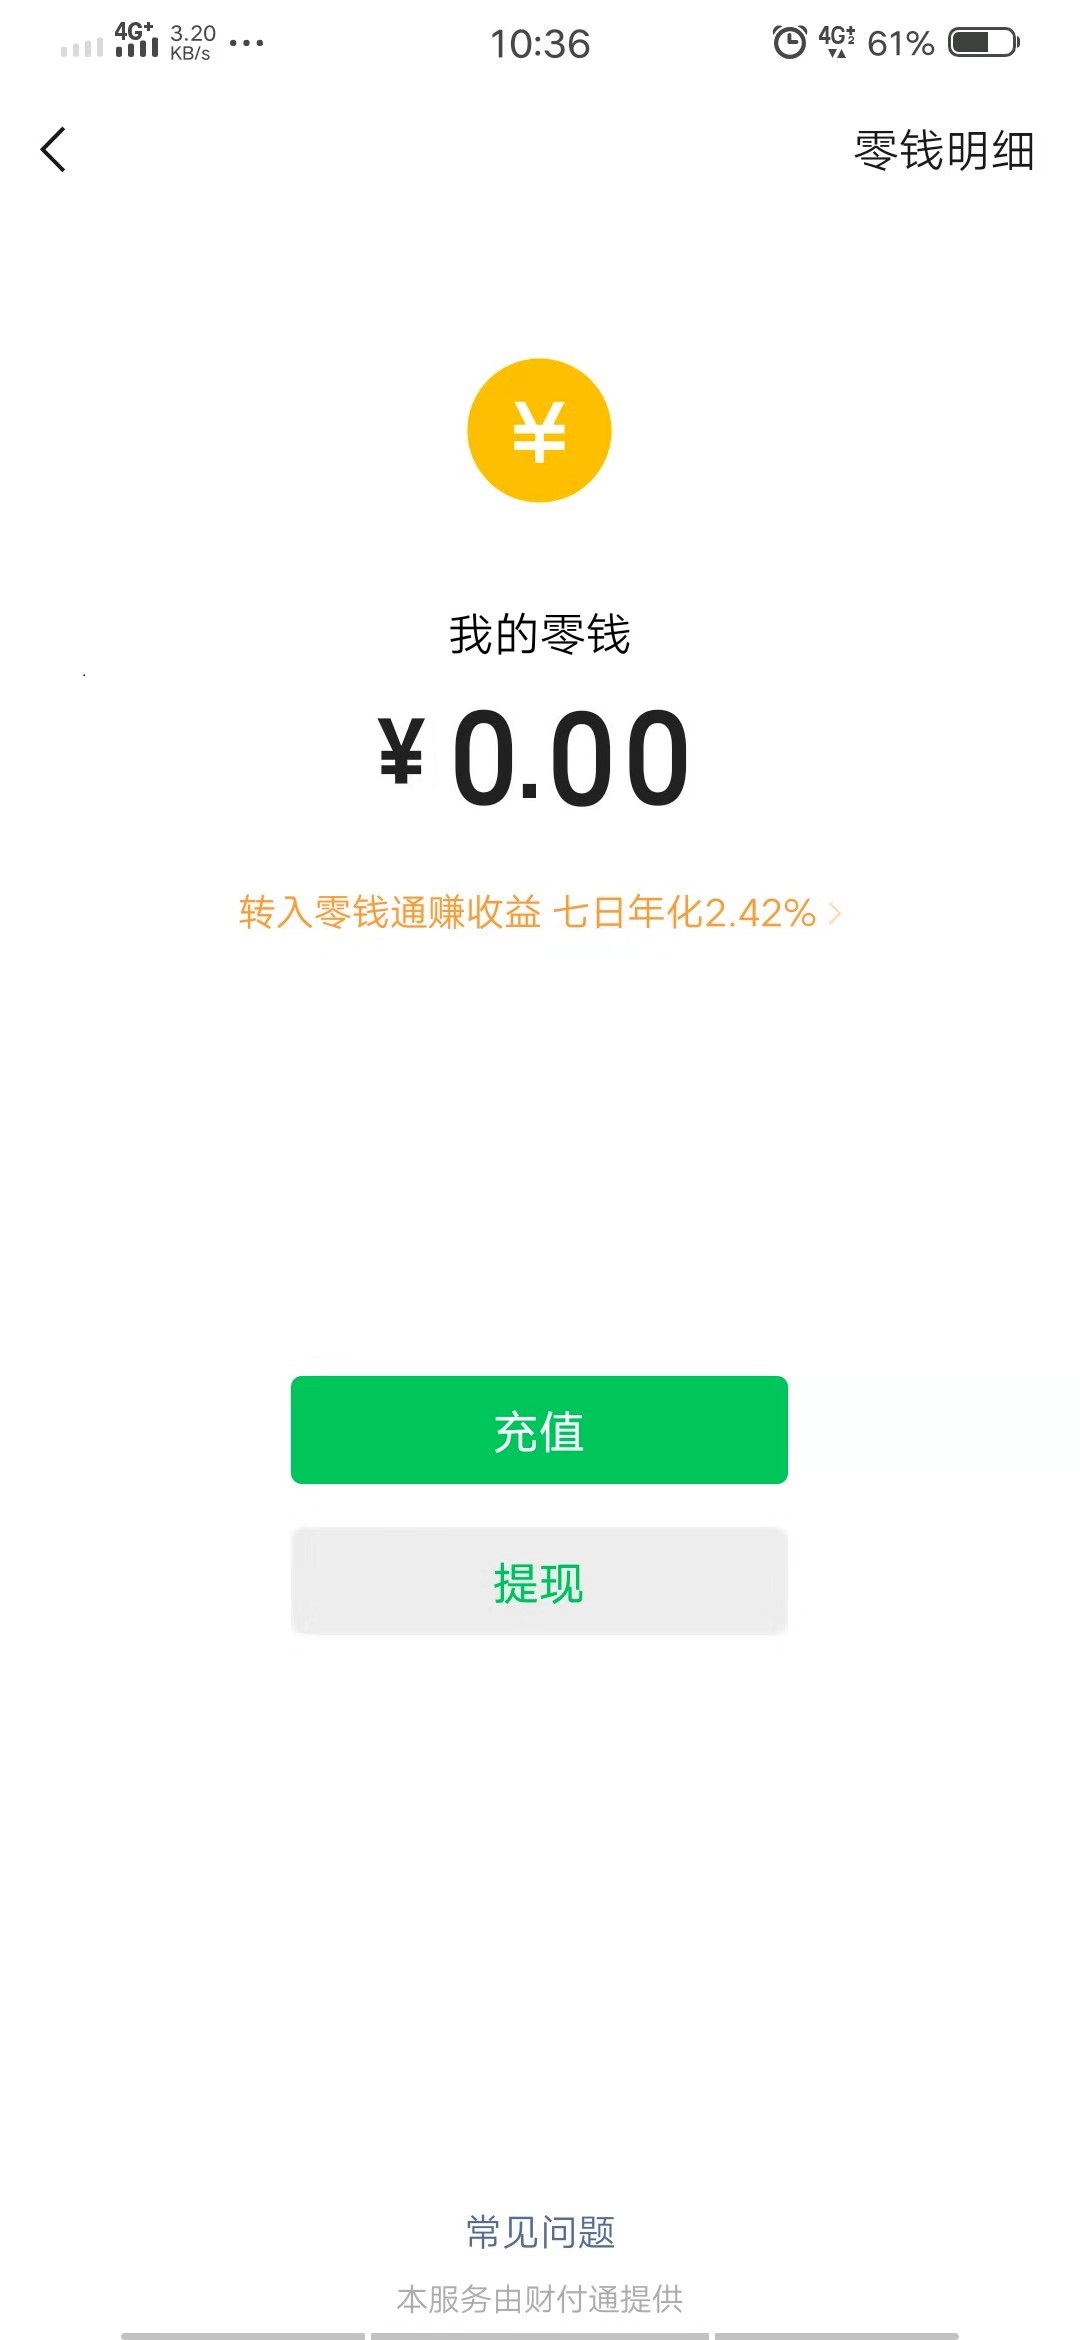 4G+ 3.20 KB/s ... 10:36 4G+2 61%
零钱明细
¥
我的零钱
¥0.00
转入零钱通赚收益 七日年化2.42% >
充值
提现
常见问题
本服务由财付通提供